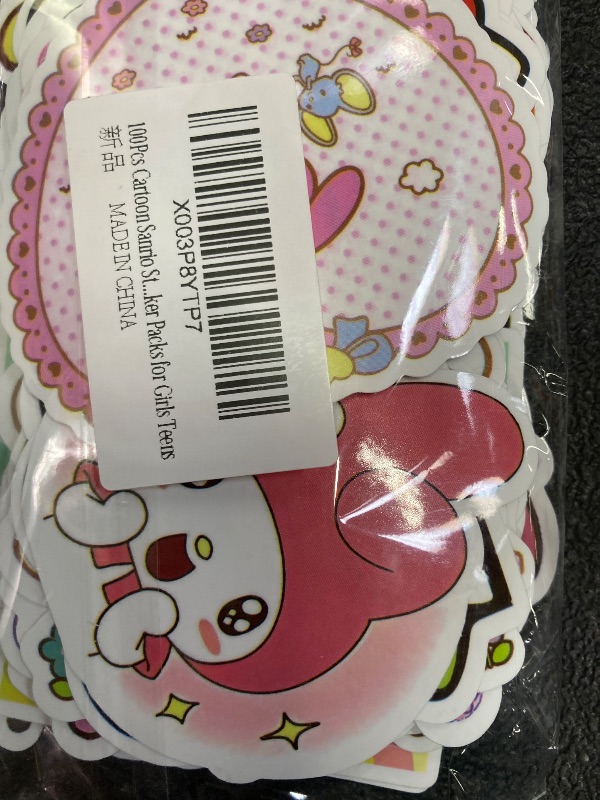 X003P8YTP7
100Pcs Cartoon Sanrio St...ker Packs for Girls Teens
新品 MADE IN CHINA